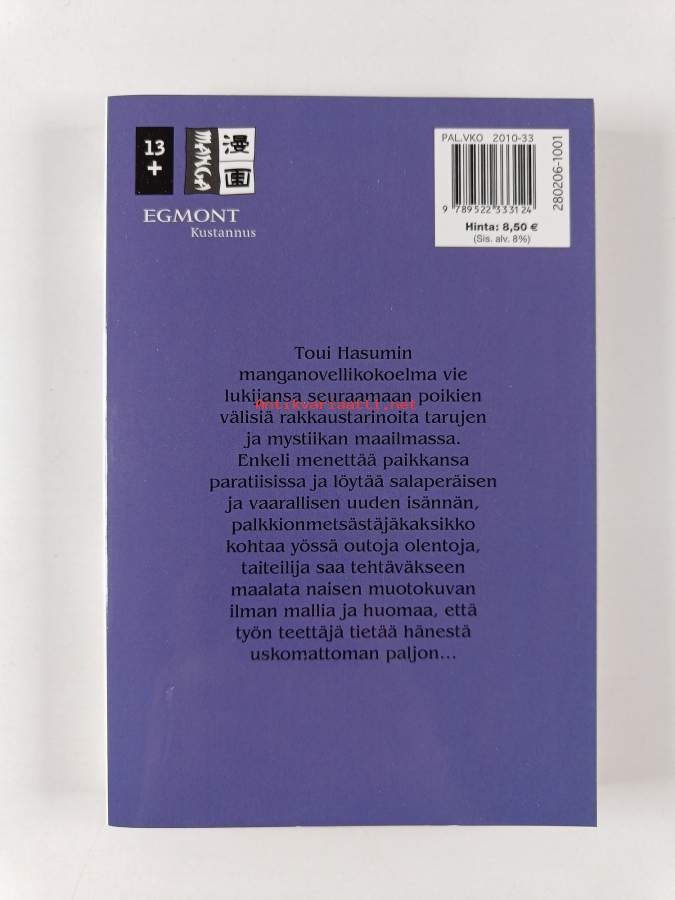 13
+
MANGA
漫
画
EGMONT
Kustannus
PAL.VKO 2010-33
9 789522 333124
280206-1001
Hinta: 8,50 €
(Sis. alv. 8%)
Toui Hasumin
manganovellikokoelma vie
lukijansa seuraamaan poikien
Antikvariaatti.net
välisiä rakkaustarinoita tarujen
ja mystiikan maailmassa.
Enkeli menettää paikkansa
paratiisissa ja löytää salaperäisen
ja vaarallisen uuden isännän,
palkkionmetsästäjäkaksikko
kohtaa yössä outoja olentoja,
taiteilija saa tehtäväkseen
maalata naisen muotokuvan
ilman mallia ja huomaa, että
työn teettäjä tietää hänestä
uskomattoman paljon...